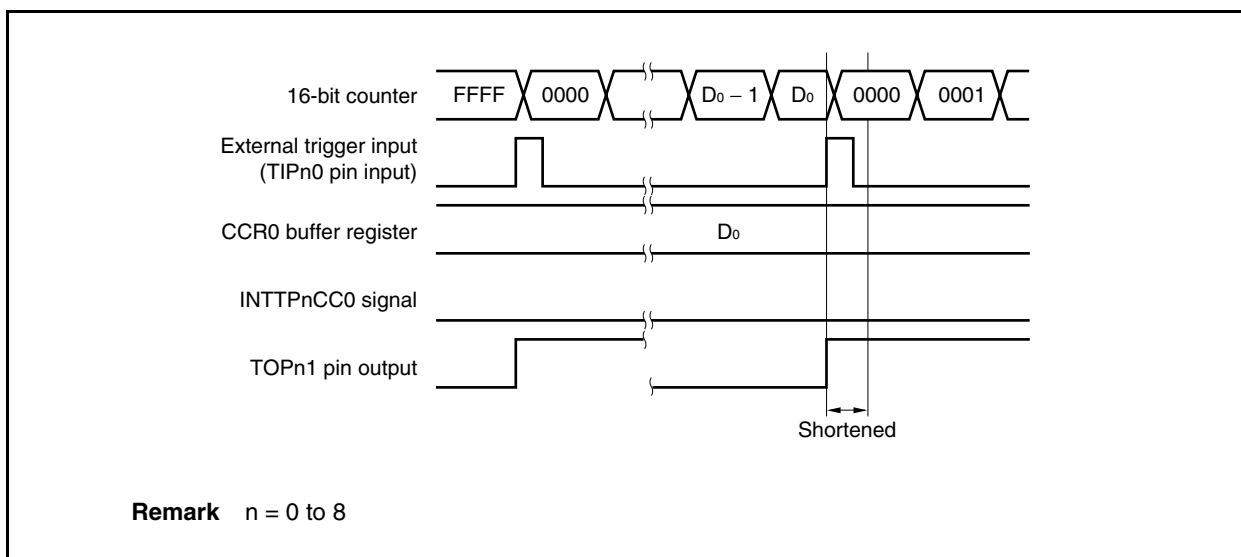 16-bit counter FFFF 0000 D₀ – 1 D₀ 0000 0001
External trigger input
(TIPn0 pin input)
CCR0 buffer register D₀
INTTPnCC0 signal
TOPn1 pin output
Shortened
Remark n = 0 to 8